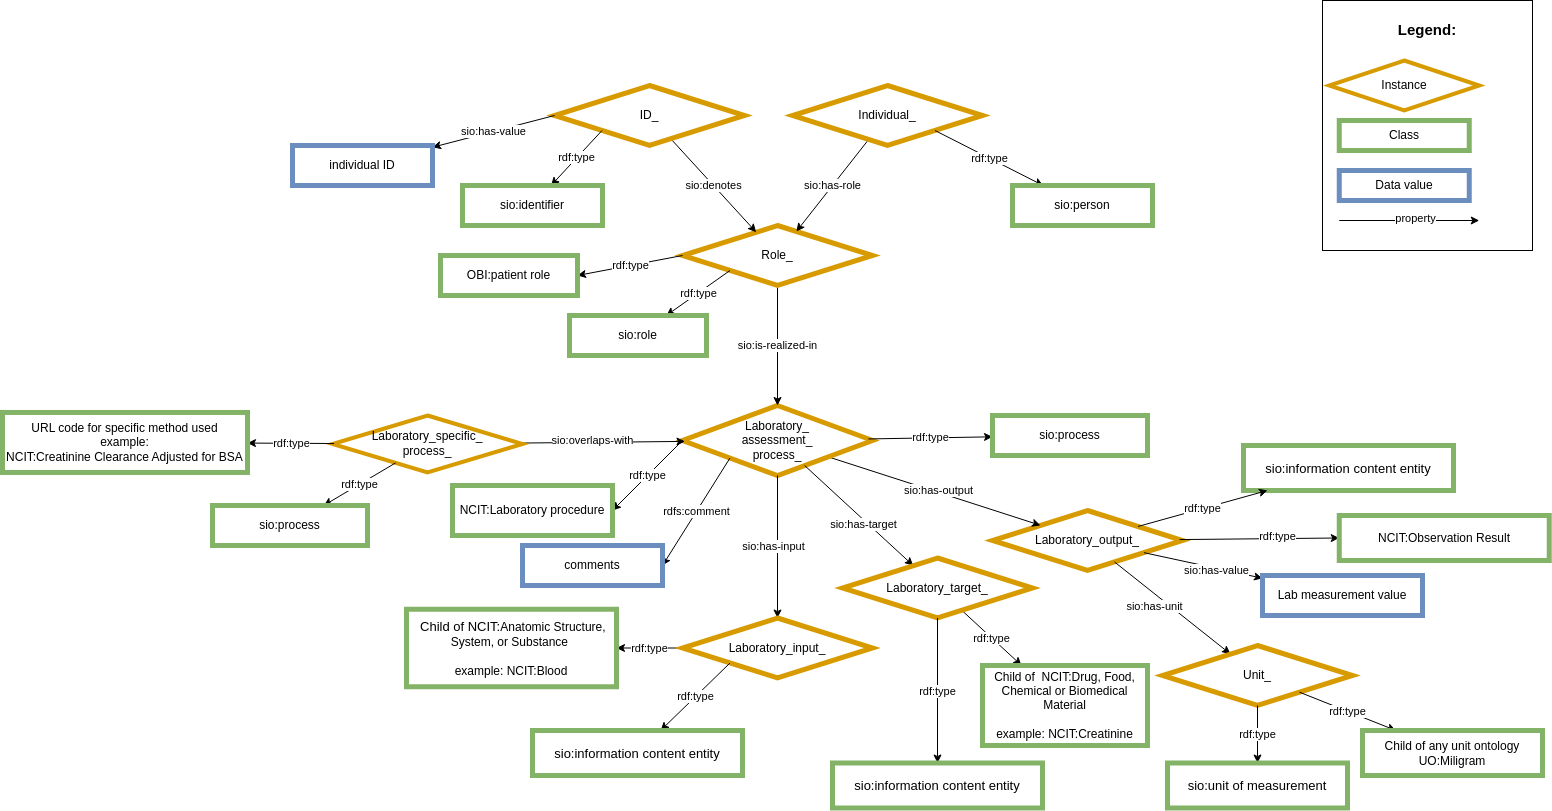 Legend:
Instance
Class
Data value
property
ID_
Individual_
sio:has-value
rdf:type
rdf:type
individual ID
sio:denotes
sio:has-role
sio:identifier
sio:person
Role_
rdf:type
OBI:patient role
rdf:type
sio:role
sio:is-realized-in
URL code for specific method used
example:
NCIT:Creatinine Clearance Adjusted for BSA
rdf:type
Laboratory_specific_
process_
sio:overlaps-with
Laboratory_
assessment_
process_
rdf:type
sio:process
rdf:type
sio:process
rdf:type
NCIT:Laboratory procedure
rdfs:comment
comments
sio:has-input
sio:has-target
sio:has-output
sio:information content entity
rdf:type
Laboratory_output_
rdf:type
NCIT:Observation Result
sio:has-value
Lab measurement value
sio:has-unit
Laboratory_target_
Child of NCIT:Anatomic Structure,
System, or Substance
example: NCIT:Blood
rdf:type
Laboratory_input_
rdf:type
sio:information content entity
rdf:type
rdf:type
Child of  NCIT:Drug, Food,
Chemical or Biomedical
Material
example: NCIT:Creatinine
sio:information content entity
Unit_
rdf:type
rdf:type
Child of any unit ontology
UO:Miligram
sio:unit of measurement